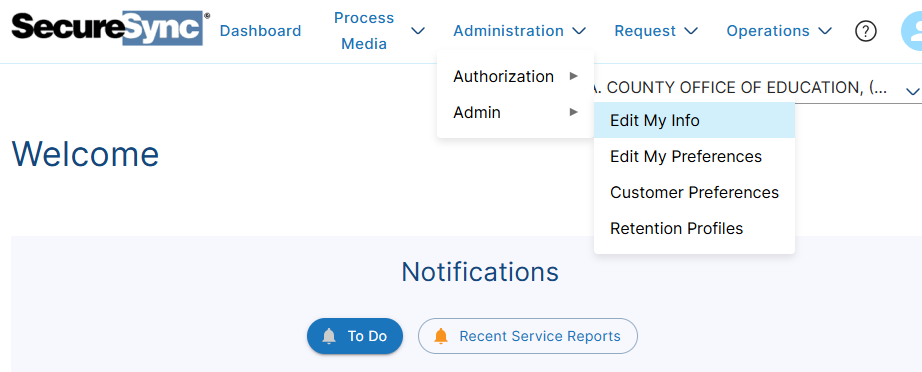 SecureSync®
Dashboard
Process
Media
Administration
Request
Operations
?
Authorization
Admin
. COUNTY OFFICE OF EDUCATION, (...
Edit My Info
Edit My Preferences
Customer Preferences
Retention Profiles
Welcome
Notifications
To Do
Recent Service Reports